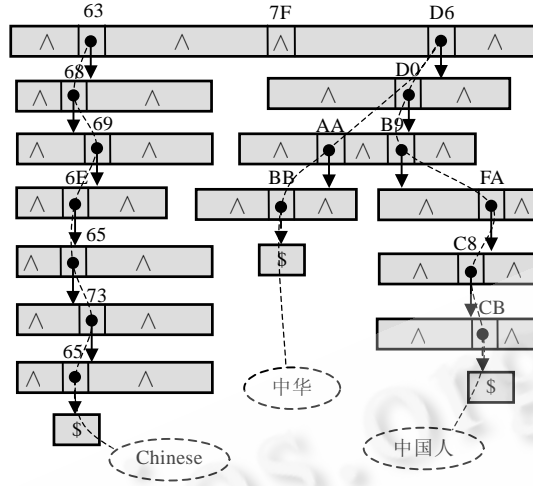 63 7F D6
∧ ∧ ∧ ∧ ∧
68 D0
∧ ∧ ∧ ∧
69 AA B9
∧ ∧ ∧ ∧ ∧
6E BB FA
∧ ∧ ∧ ∧ ∧ ∧
65 $ C8
∧ ∧ ∧ ∧
73 CB
∧ ∧ ∧ ∧
65 中华 $
∧ ∧
$
Chinese 中国人